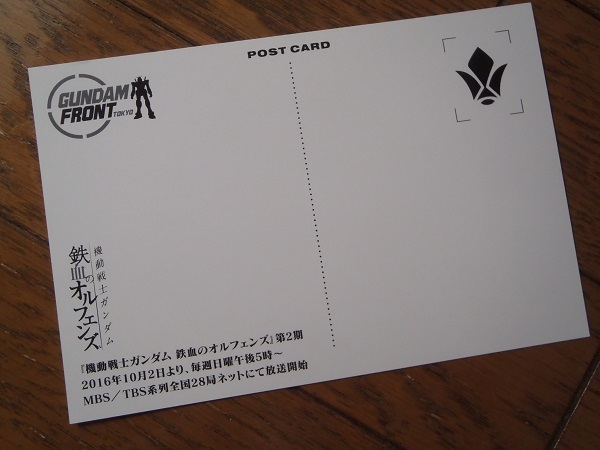 POST CARD
GUNDAM
FRONT TOKYO
機動戦士ガンダム
鉄血のオルフェンズ
『機動戦士ガンダム 鉄血のオルフェンズ』第2期
2016年10月2日より、毎週日曜午後5時～
MBS／TBS系列全国28局ネットにて放送開始